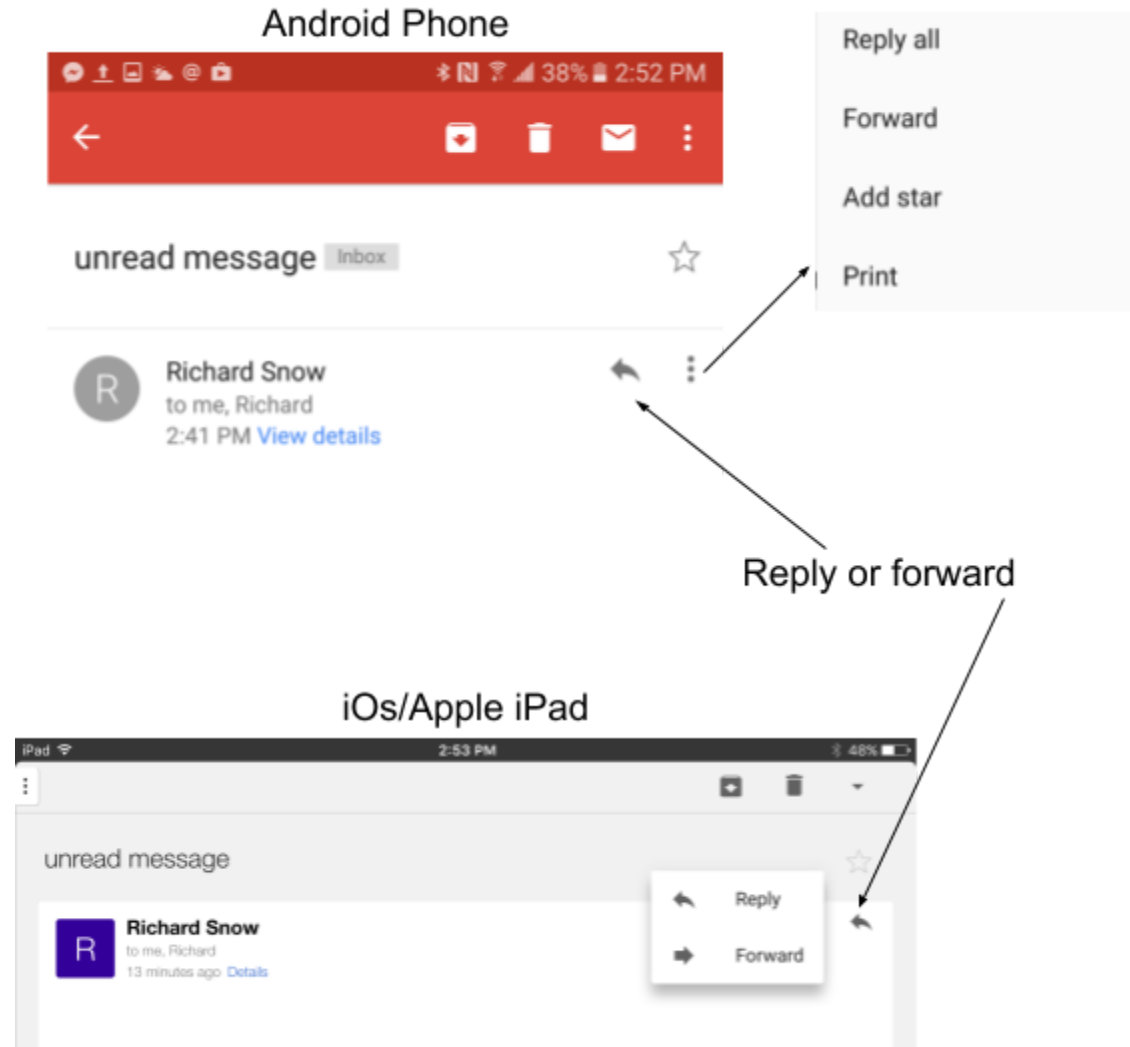 Android Phone
38% 2:52 PM
unread message Inbox
R
Richard Snow
to me, Richard
2:41 PM View details
Reply all
Forward
Add star
Print
Reply or forward
iOs/Apple iPad
iPad 2:53 PM 48%
unread message
R
Richard Snow
to me, Richard
13 minutes ago Details
Reply
Forward